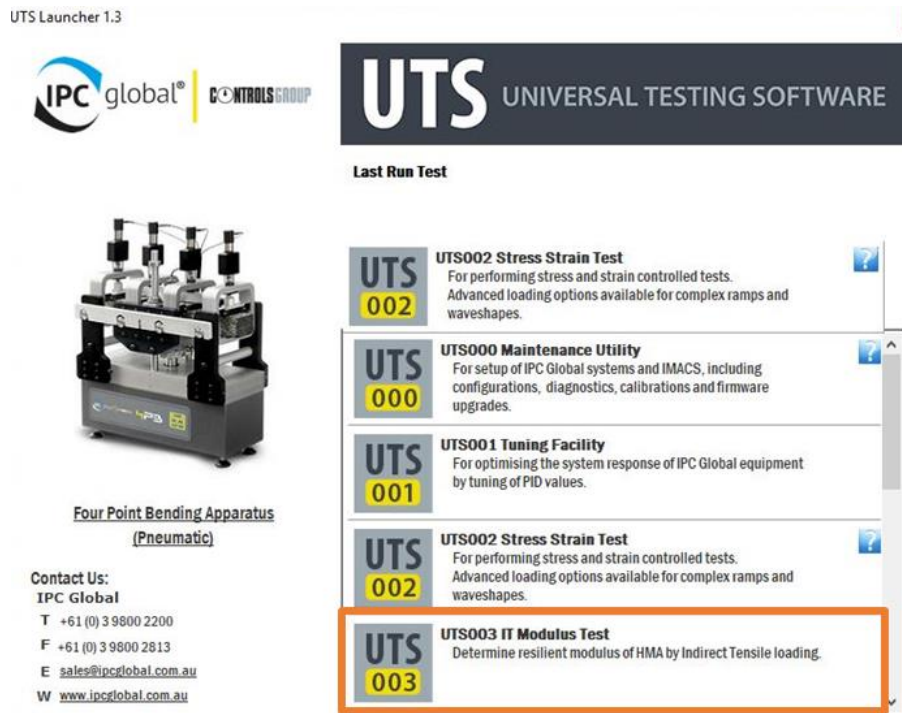 UTS Launcher 1.3
IPC global®
CONTROLS GROUP
UTS UNIVERSAL TESTING SOFTWARE
Last Run Test
UTS 002
UTS002 Stress Strain Test
For performing stress and strain controlled tests.
Advanced loading options available for complex ramps and
waveshapes.
?
UTS 000
UTS000 Maintenance Utility
For setup of IPC Global systems and IMACS, including
configurations, diagnostics, calibrations and firmware
upgrades.
?
UTS 001
UTS001 Tuning Facility
For optimising the system response of IPC Global equipment
by tuning of PID values.
UTS 002
UTS002 Stress Strain Test
For performing stress and strain controlled tests.
Advanced loading options available for complex ramps and
waveshapes.
?
UTS 003
UTS003 IT Modulus Test
Determine resilient modulus of HMA by Indirect Tensile loading.
4PB
Four Point Bending Apparatus
(Pneumatic)
Contact Us:
IPC Global
T +61 (0) 3 9800 2200
F +61 (0) 3 9800 2813
E sales@ipcglobal.com.au
W www.ipcglobal.com.au